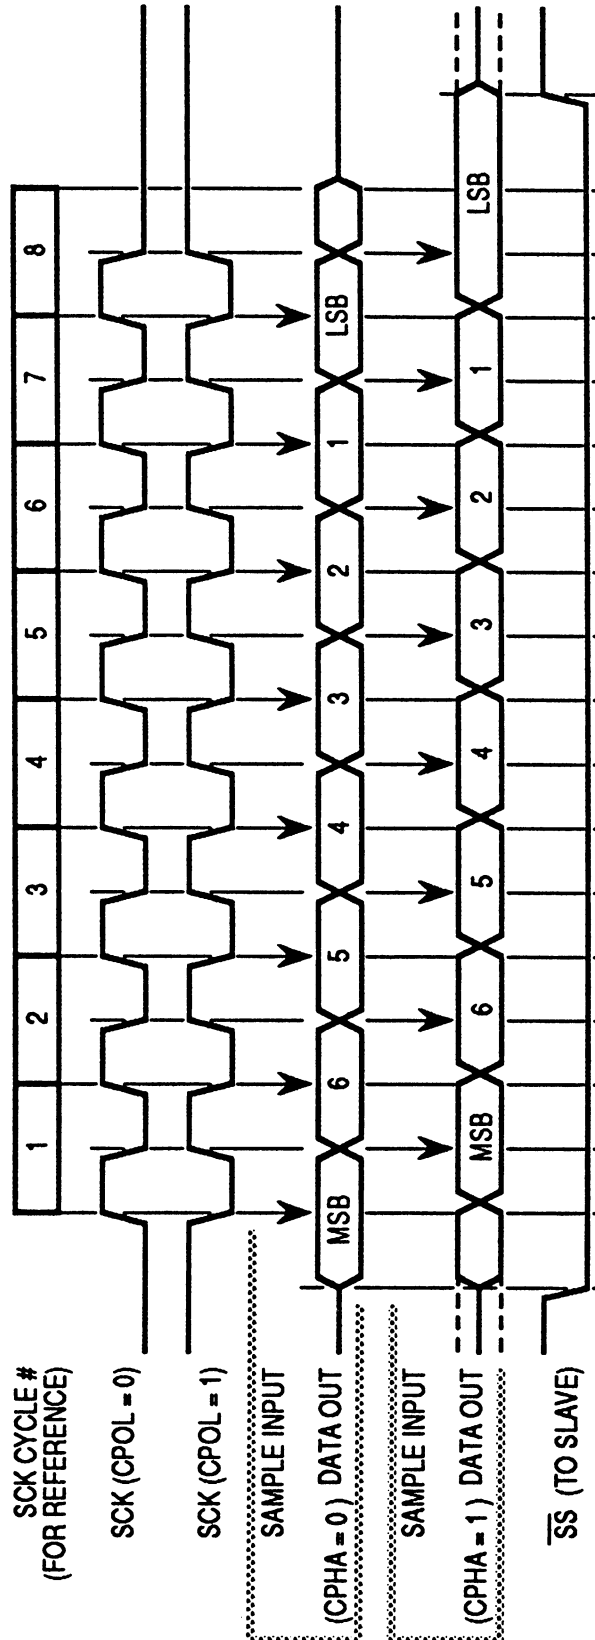 SCK CYCLE #
(FOR REFERENCE)
1 2 3 4 5 6 7 8
SCK (CPOL = 0)
SCK (CPOL = 1)
SAMPLE INPUT
(CPHA = 0) DATA OUT
MSB 6 5 4 3 2 1 LSB
SAMPLE INPUT
(CPHA = 1) DATA OUT
MSB 6 5 4 3 2 1 LSB
SS (TO SLAVE)